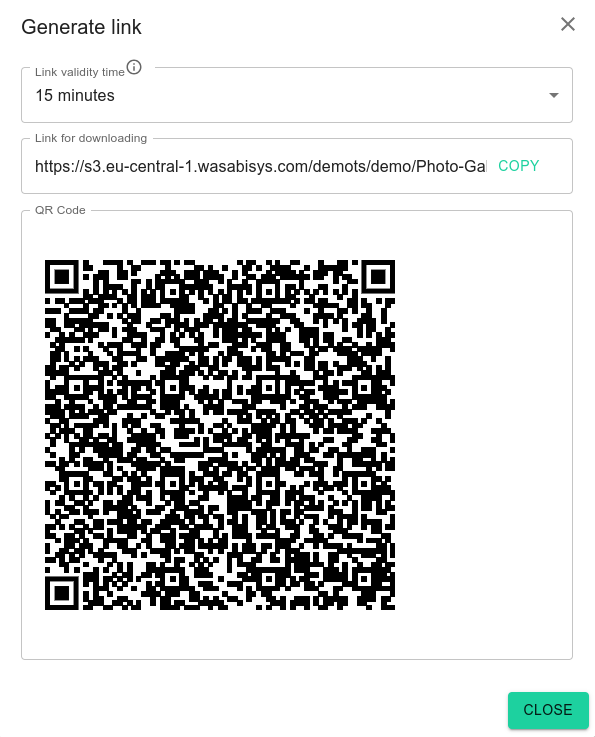 Generate link
Link validity time
15 minutes
Link for downloading
https://s3.eu-central-1.wasabisys.com/demots/demo/Photo-Ga
COPY
QR Code
CLOSE